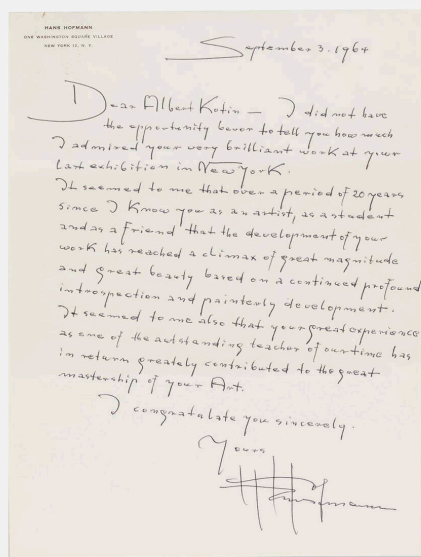 HANS HOFMANN
ONE WASHINGTON SQUARE VILLAGE
NEW YORK 12, N. Y.
September 3. 1964
Dear Albert Kotin — I did not have
the opportunity bevor to tell you how much
I admired your very brilliant work at your
last exhibition in New York.
It seemed to me that over a period of 20 years
since I Know you as an artist, as a student
and as a friend that the development of your
work has reached a climax of great magnitude
and great beauty based on a continued profound
introspection and painterly development.
It seemed to me also that your great experience
as one of the autstanding teacher of our time has
in return greately contributed to the great
mastership of your Art.
I congratulate you sincerely.
Yours
Hans Hofmann